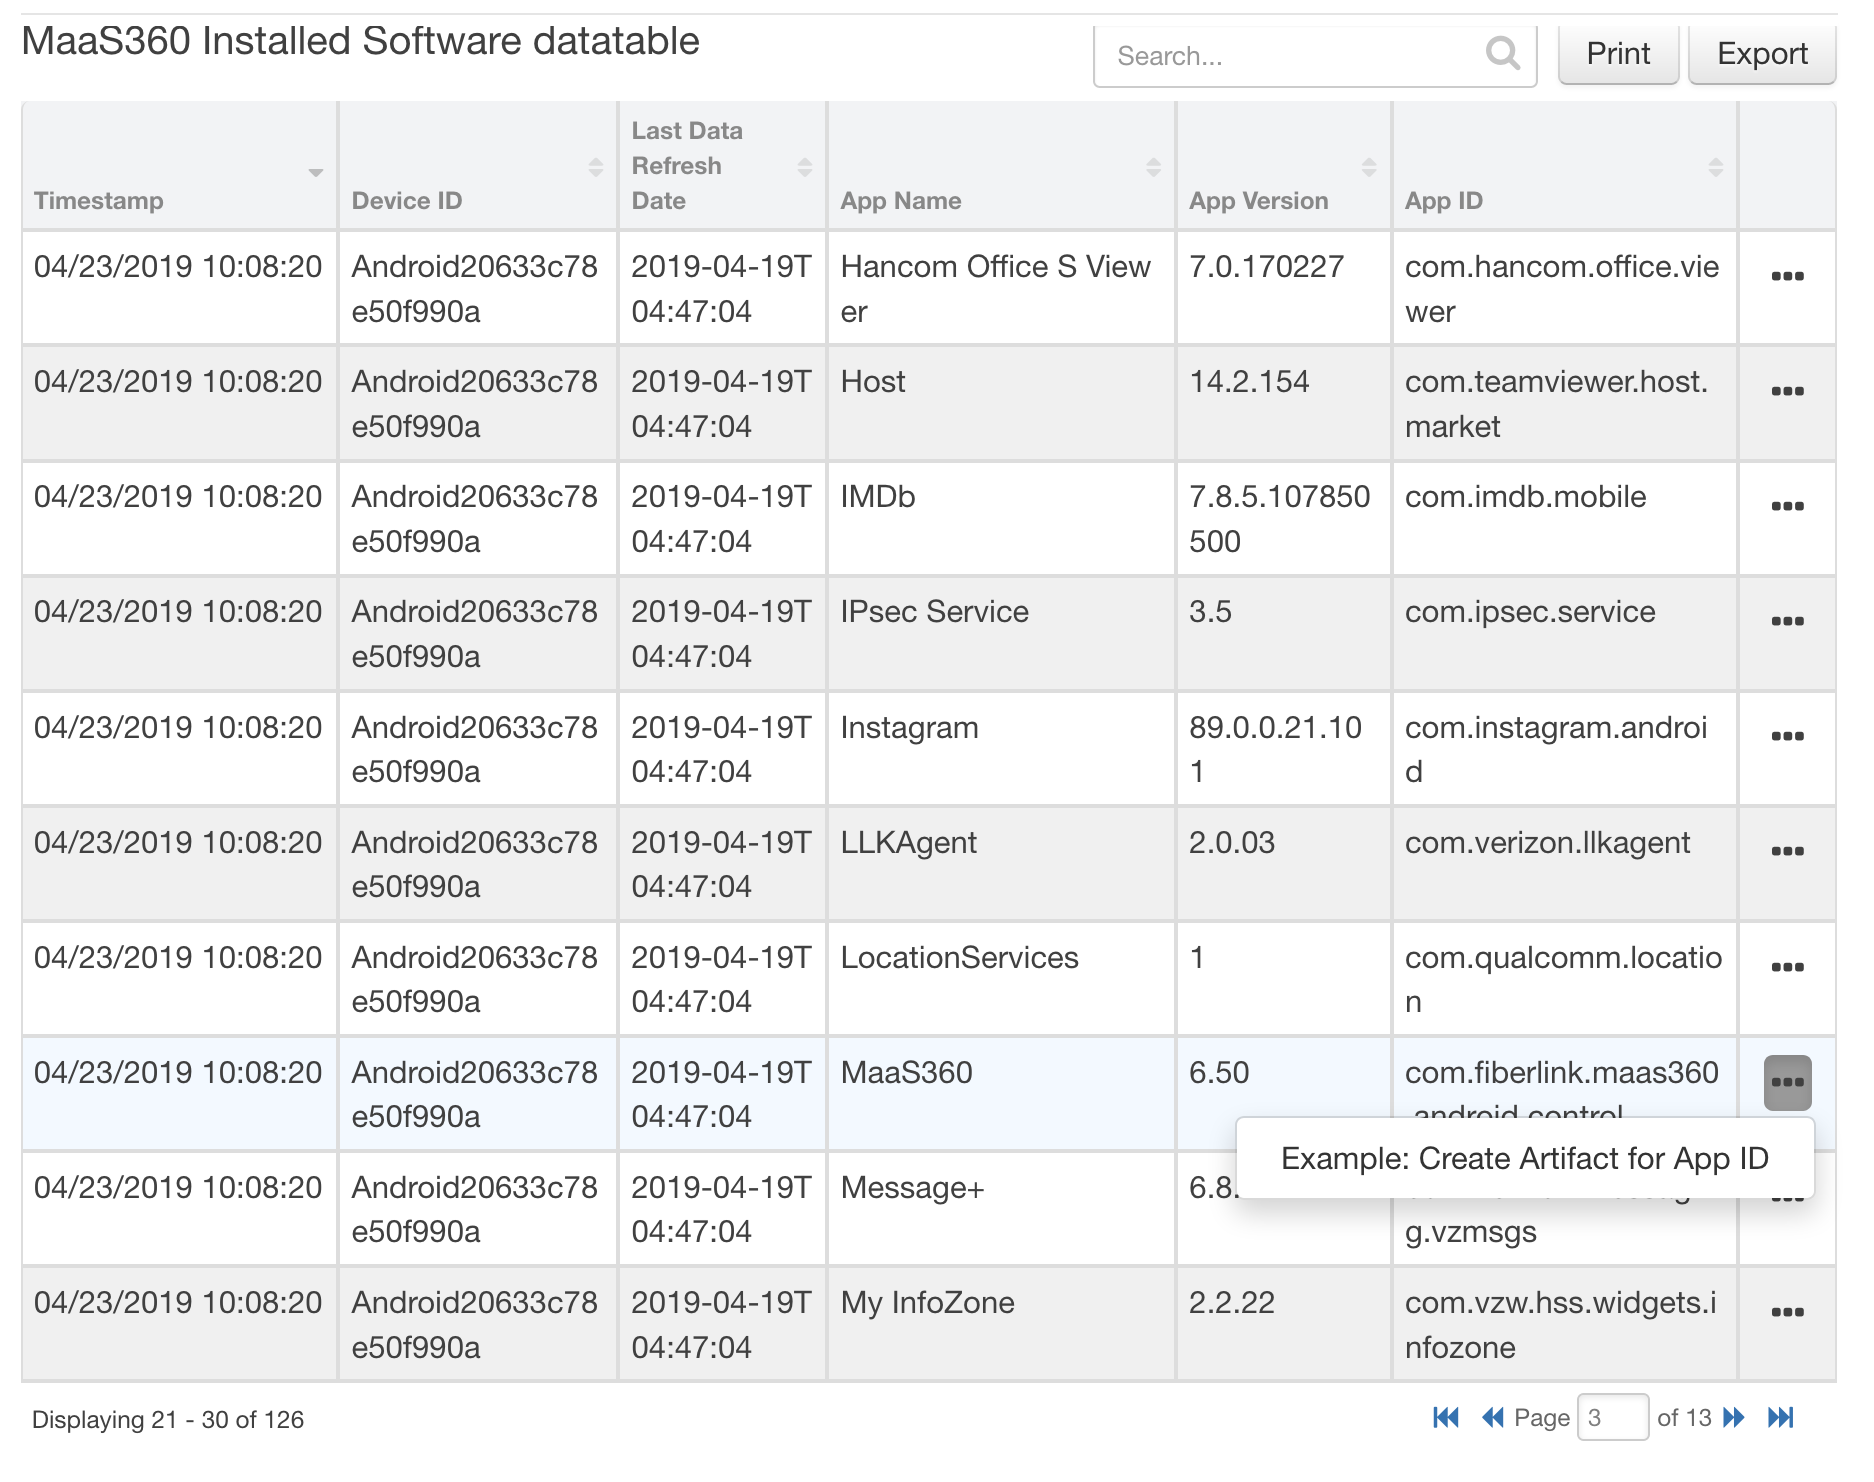 MaaS360 Installed Software datatable
Search...
Print
Export
Timestamp
Device ID
Last Data
Refresh
Date
App Name
App Version
App ID
04/23/2019 10:08:20
Android20633c78
e50f990a
2019-04-19T
04:47:04
Hancom Office S View
er
7.0.170227
com.hancom.office.vie
wer
04/23/2019 10:08:20
Android20633c78
e50f990a
2019-04-19T
04:47:04
Host
14.2.154
com.teamviewer.host.
market
04/23/2019 10:08:20
Android20633c78
e50f990a
2019-04-19T
04:47:04
IMDb
7.8.5.107850
500
com.imdb.mobile
04/23/2019 10:08:20
Android20633c78
e50f990a
2019-04-19T
04:47:04
IPsec Service
3.5
com.ipsec.service
04/23/2019 10:08:20
Android20633c78
e50f990a
2019-04-19T
04:47:04
Instagram
89.0.0.21.10
1
com.instagram.androi
d
04/23/2019 10:08:20
Android20633c78
e50f990a
2019-04-19T
04:47:04
LLKAgent
2.0.03
com.verizon.llkagent
04/23/2019 10:08:20
Android20633c78
e50f990a
2019-04-19T
04:47:04
LocationServices
1
com.qualcomm.locatio
n
04/23/2019 10:08:20
Android20633c78
e50f990a
2019-04-19T
04:47:04
MaaS360
6.50
com.fiberlink.maas360
.android.control
Example: Create Artifact for App ID
04/23/2019 10:08:20
Android20633c78
e50f990a
2019-04-19T
04:47:04
Message+
6.8.
g.vzmsgs
04/23/2019 10:08:20
Android20633c78
e50f990a
2019-04-19T
04:47:04
My InfoZone
2.2.22
com.vzw.hss.widgets.i
nfozone
Displaying 21 - 30 of 126
Page 3 of 13